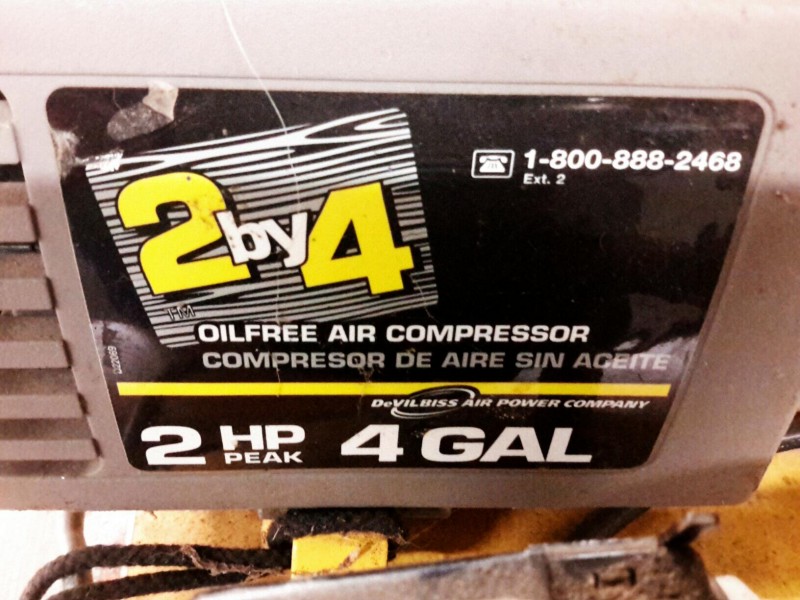 1-800-888-2468
Ext. 2
2by4
TM
OILFREE AIR COMPRESSOR
COMPRESOR DE AIRE SIN ACEITE
DeVILBISS AIR POWER COMPANY
2 HP PEAK 4 GAL